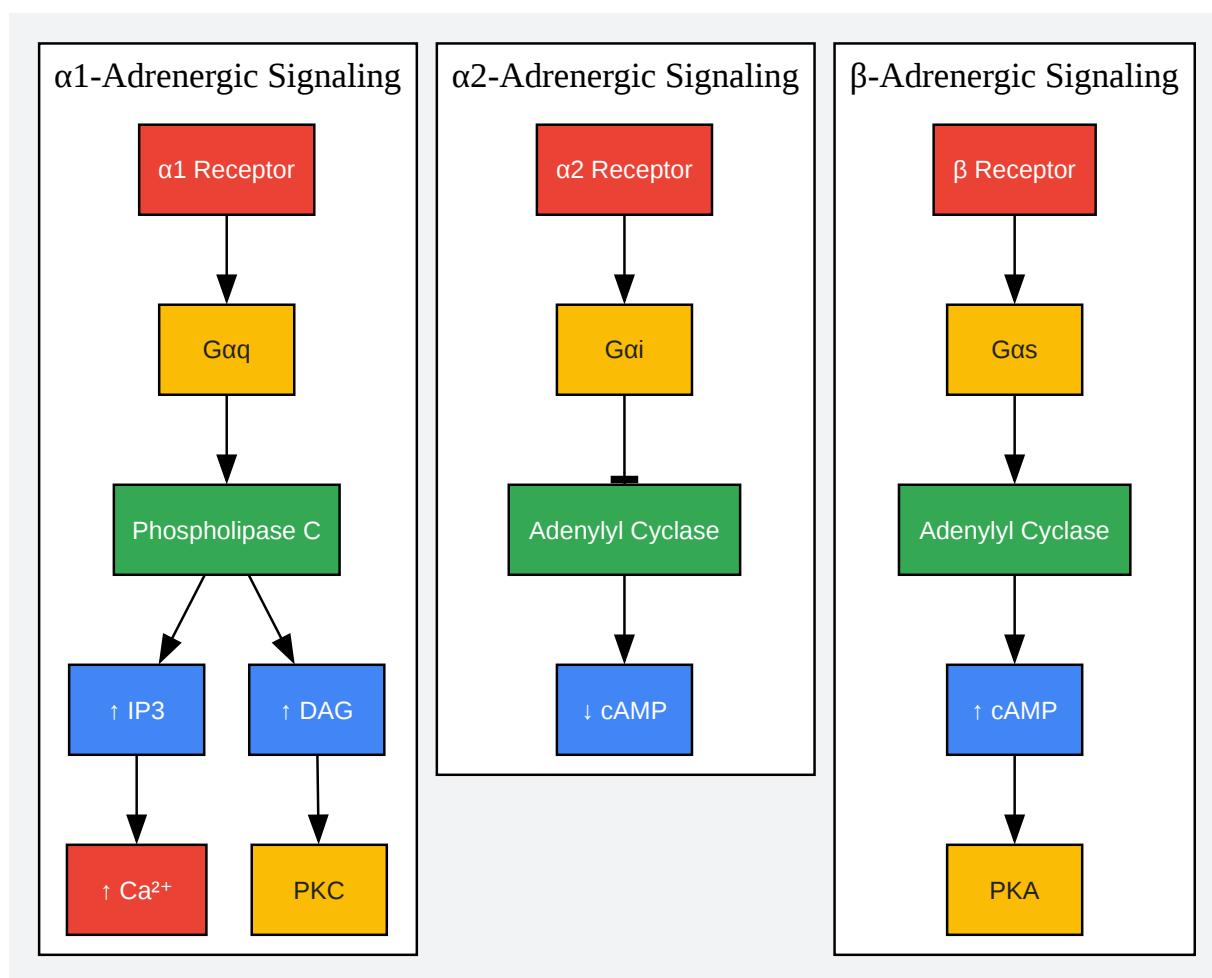 α1-Adrenergic Signaling
α1 Receptor
Gαq
Phospholipase C
↑ IP3
↑ DAG
↑ Ca²⁺
PKC
α2-Adrenergic Signaling
α2 Receptor
Gαi
Adenylyl Cyclase
↓ cAMP
β-Adrenergic Signaling
β Receptor
Gαs
Adenylyl Cyclase
↑ cAMP
PKA